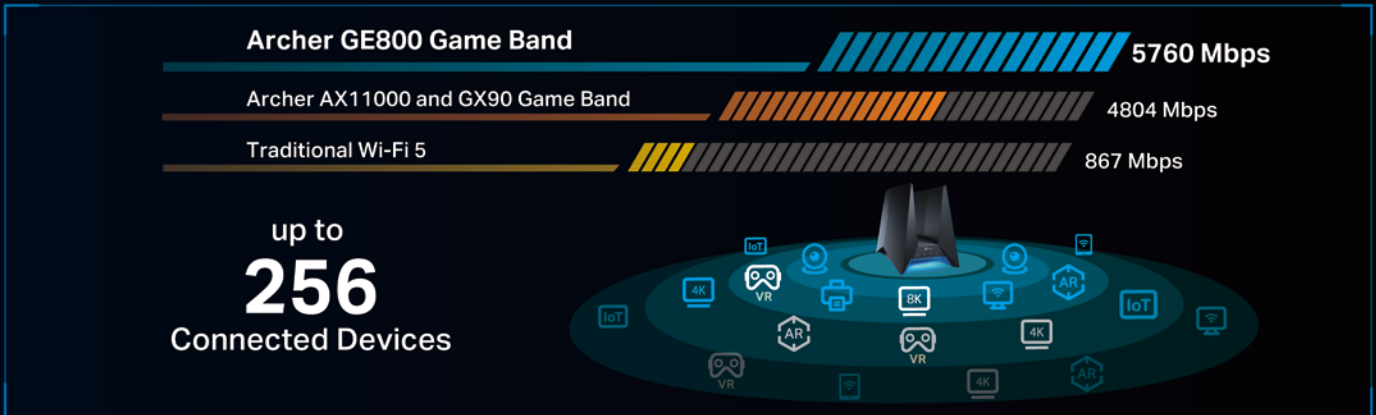 Archer GE800 Game Band
5760 Mbps
Archer AX11000 and GX90 Game Band
4804 Mbps
Traditional Wi-Fi 5
867 Mbps
up to
256
Connected Devices
IoT
4K
VR
8K
AR
IoT
IoT
AR
VR
4K
VR
4K
AR